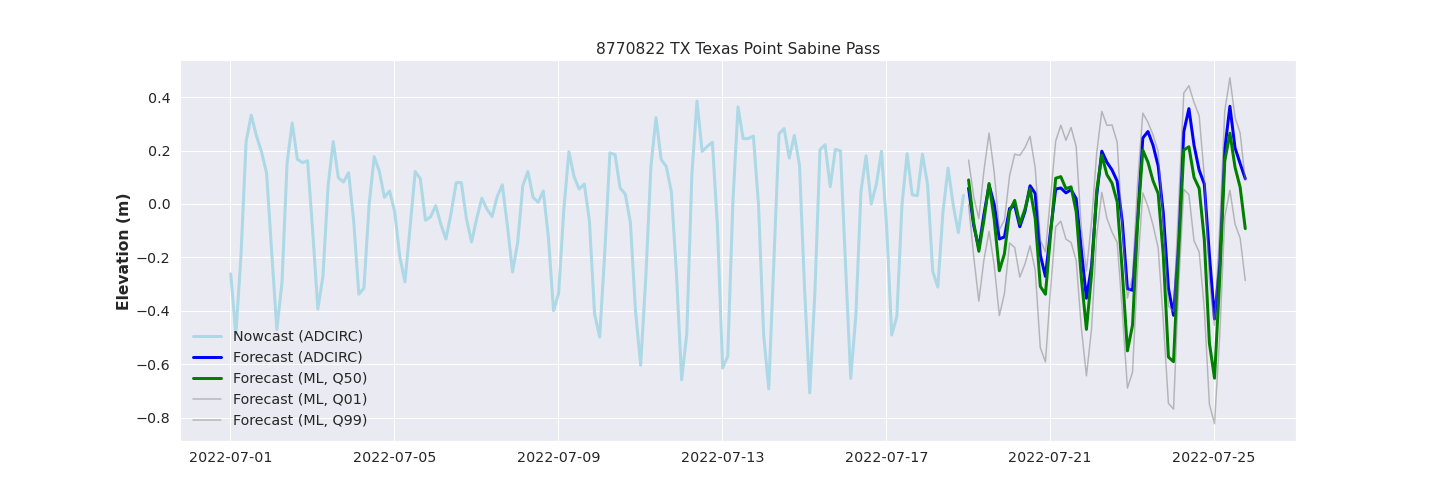 8770822 TX Texas Point Sabine Pass
Elevation (m)
0.4
0.2
0.0
−0.2
−0.4
−0.6
−0.8
Nowcast (ADCIRC)
Forecast (ADCIRC)
Forecast (ML, Q50)
Forecast (ML, Q01)
Forecast (ML, Q99)
2022-07-01 2022-07-05 2022-07-09 2022-07-13 2022-07-17 2022-07-21 2022-07-25